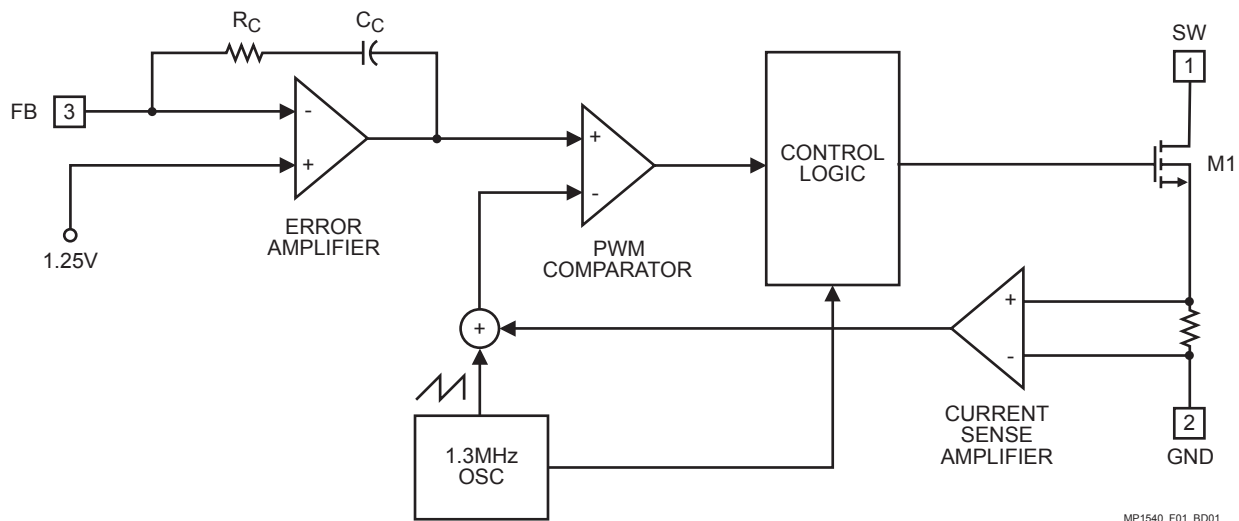 RC
CC
SW
1
FB
3
-
+
+
-
CONTROL
LOGIC
M1
ERROR
AMPLIFIER
1.25V
PWM
COMPARATOR
+
+
-
1.3MHz
OSC
CURRENT
SENSE
AMPLIFIER
2
GND
MP1540_F01_BD01